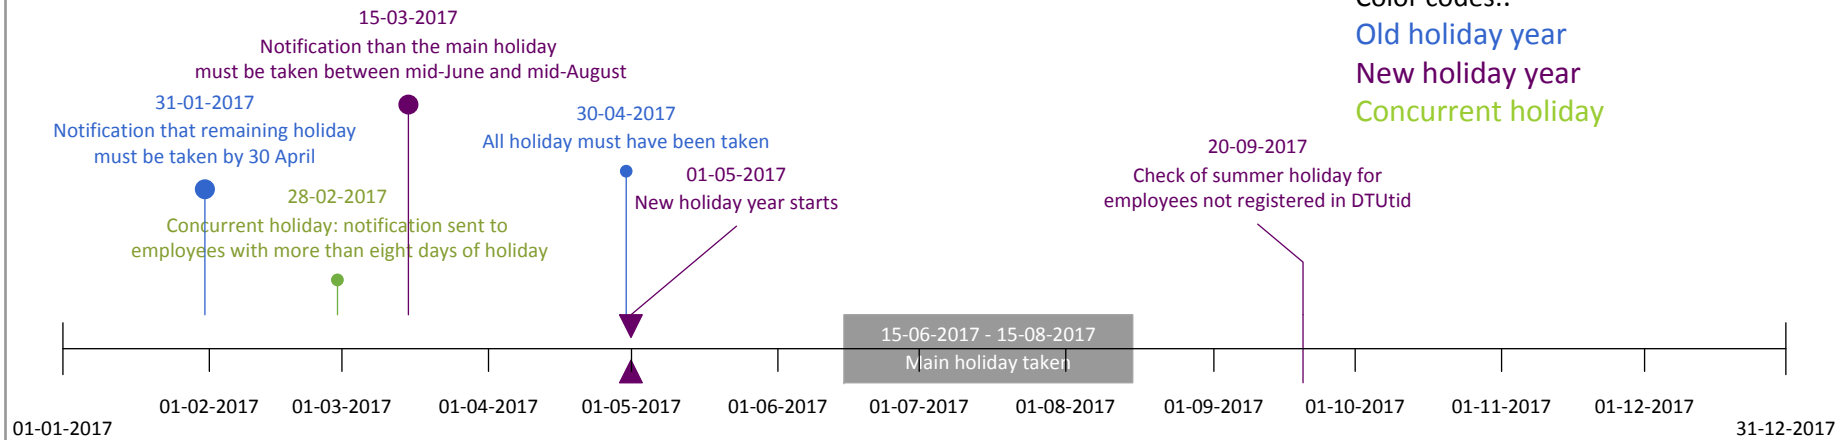 Color codes::
Old holiday year
New holiday year
Concurrent holiday
15-03-2017
Notification than the main holiday
must be taken between mid-June and mid-August
31-01-2017
Notification that remaining holiday
must be taken by 30 April
30-04-2017
All holiday must have been taken
28-02-2017
Concurrent holiday: notification sent to
employees with more than eight days of holiday
01-05-2017
New holiday year starts
20-09-2017
Check of summer holiday for
employees not registered in DTUtid
15-06-2017 - 15-08-2017
Main holiday taken
01-01-2017
01-02-2017
01-03-2017
01-04-2017
01-05-2017
01-06-2017
01-07-2017
01-08-2017
01-09-2017
01-10-2017
01-11-2017
01-12-2017
31-12-2017